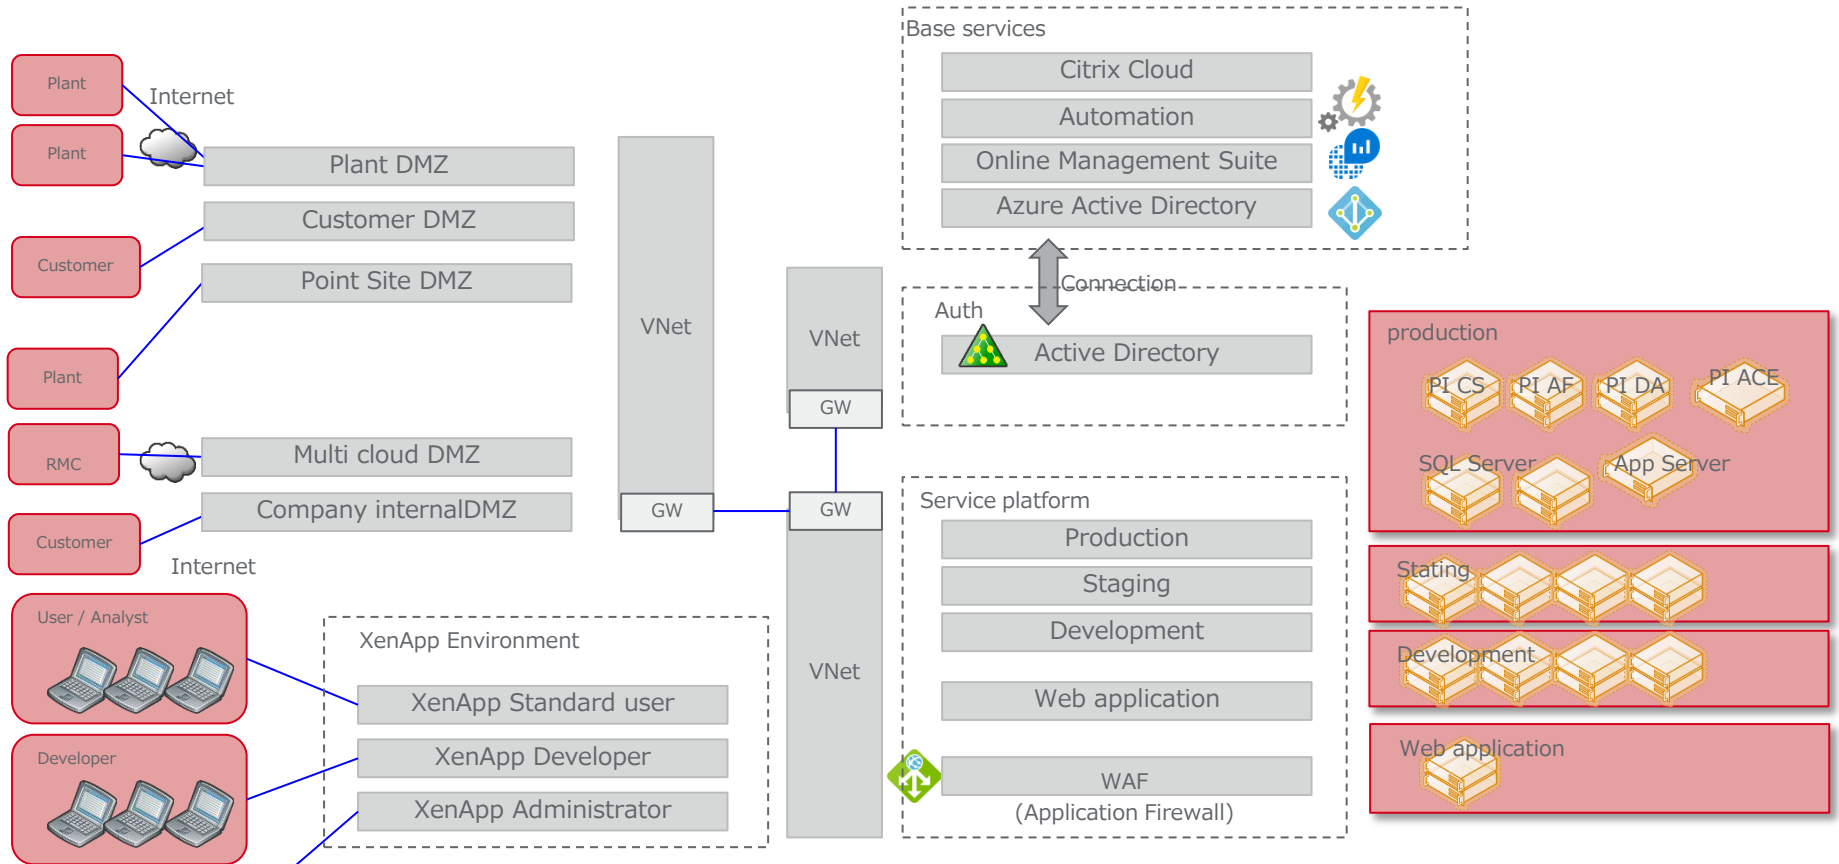 Base services
Citrix Cloud
Automation
Online Management Suite
Azure Active Directory
Plant
Internet
Plant
Plant DMZ
Customer DMZ
Customer
Point Site DMZ
Plant
RMC
Multi cloud DMZ
Company internalDMZ
Customer
Internet
VNet
GW
VNet
GW
GW
VNet
Connection
Auth
Active Directory
Service platform
Production
Staging
Development
Web application
WAF
(Application Firewall)
User / Analyst
Developer
XenApp Environment
XenApp Standard user
XenApp Developer
XenApp Administrator
production
PI CS
PI AF
PI DA
PI ACE
SQL Server
App Server
Stating
Development
Web application